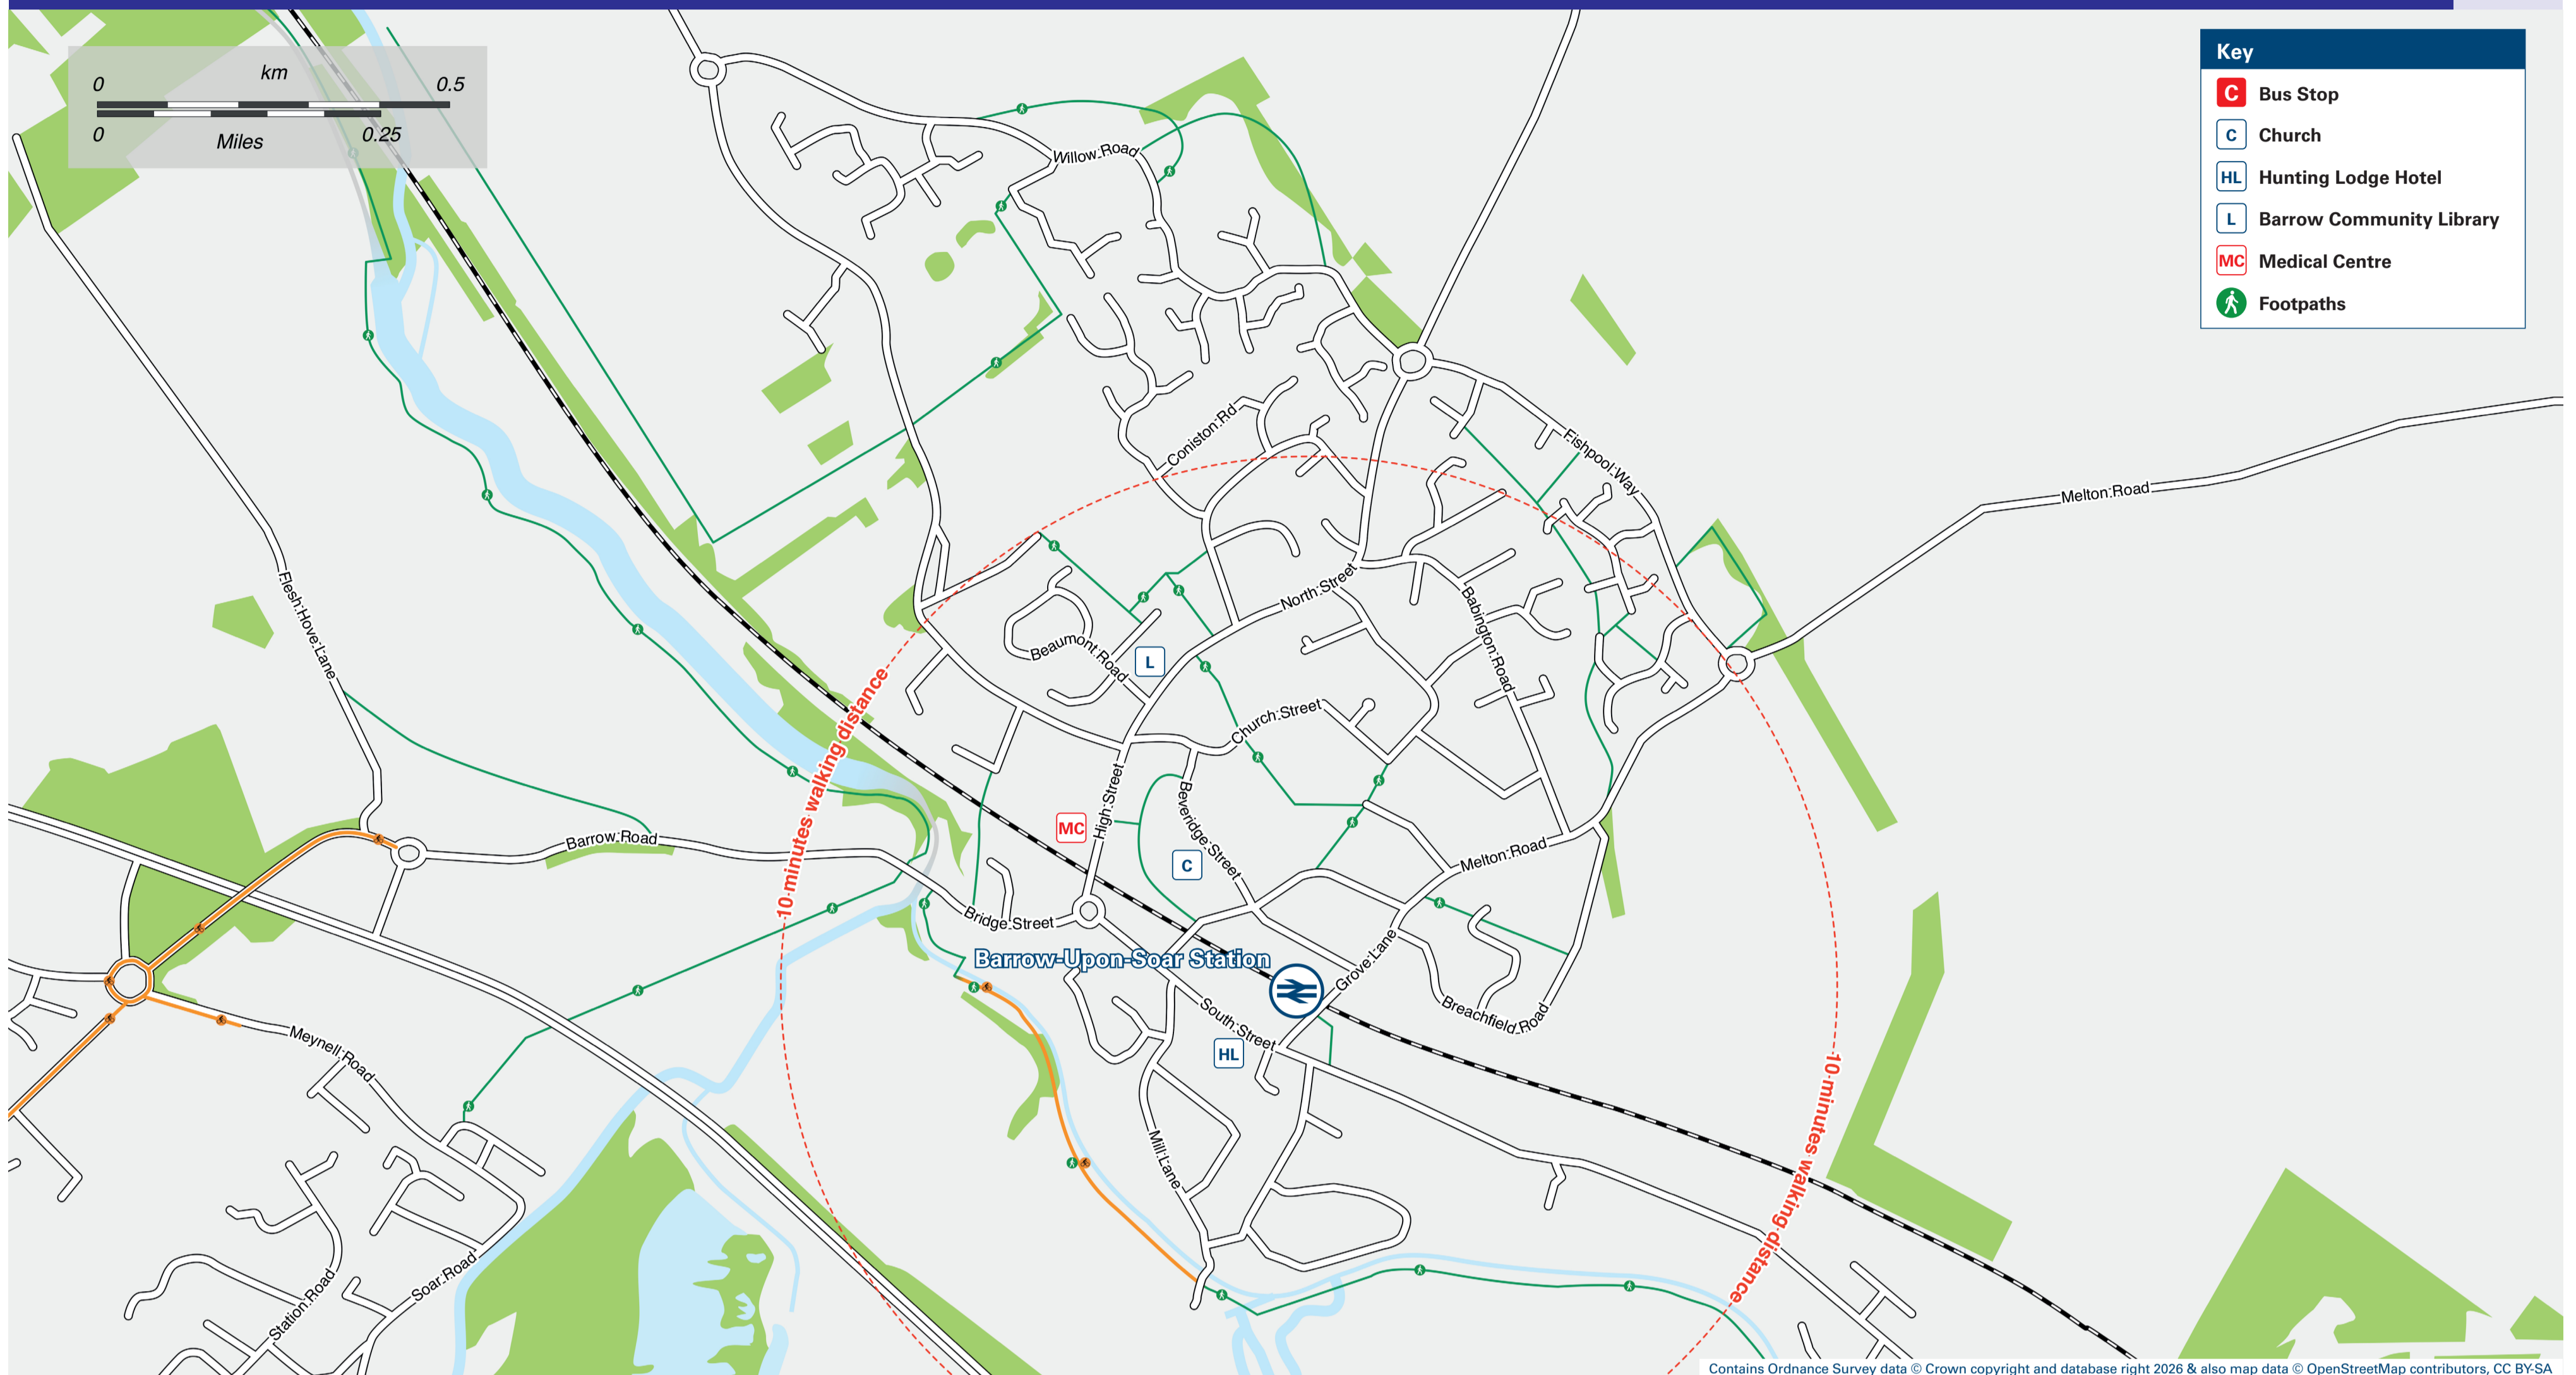 km
0
0.5
0
0.25
Miles
Key
C Bus Stop
C Church
HL Hunting Lodge Hotel
L Barrow Community Library
MC Medical Centre
Footpaths
Willow Road
Coniston Rd
Fishpool Way
Melton Road
Flesh Hove Lane
North Street
Babington Road
Beaumont Road
L
Church Street
10 minutes walking distance
High Street
MC
Beveridge Street
Barrow Road
C
Melton Road
Bridge Street
Barrow-Upon-Soar Station
Grove Lane
South Street
Breachfield Road
HL
Meynell Road
10 minutes walking distance
Mill Lane
Soar Road
Station Road
Contains Ordnance Survey data © Crown copyright and database right 2026 & also map data © OpenStreetMap contributors, CC BY-SA